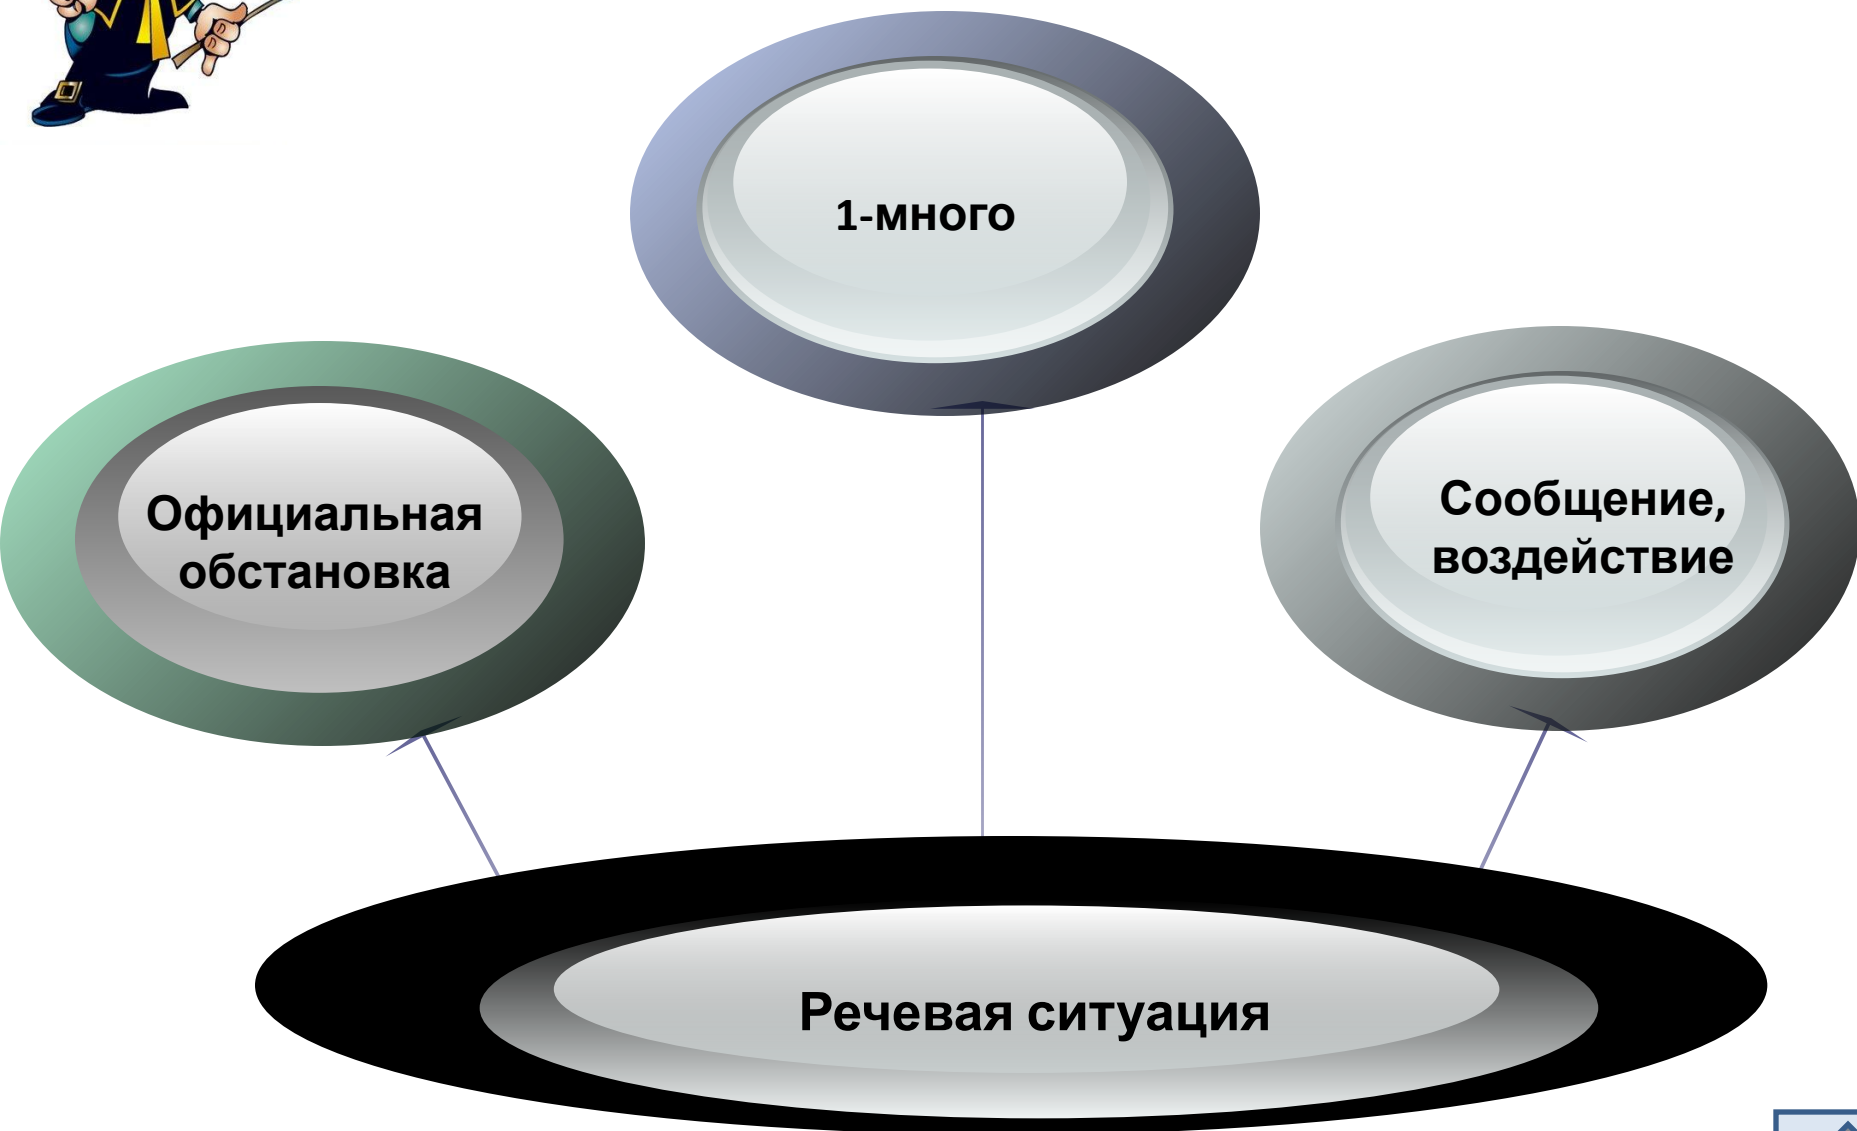 1-много
Официальная
обстановка
Сообщение,
воздействие
Речевая ситуация